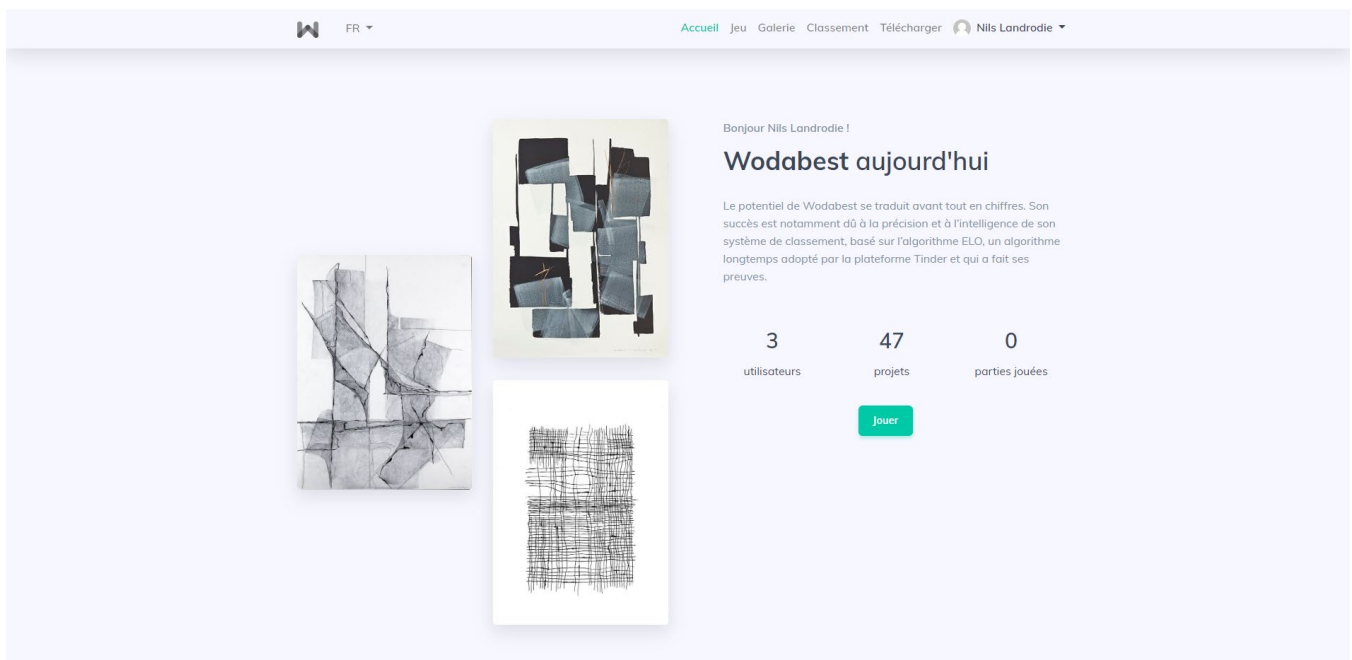 FR
Accueil Jeu Galerie Classement Télécharger Nils Landrodie
Bonjour Nils Landrodie !
Wodabest aujourd'hui
Le potentiel de Wodabest se traduit avant tout en chiffres. Son
succès est notamment dû à la précision et à l'intelligence de son
système de classement, basé sur l'algorithme ELO, un algorithme
longtemps adopté par la plateforme Tinder et qui a fait ses
preuves.
3 47 0
utilisateurs projets parties jouées
Jouer